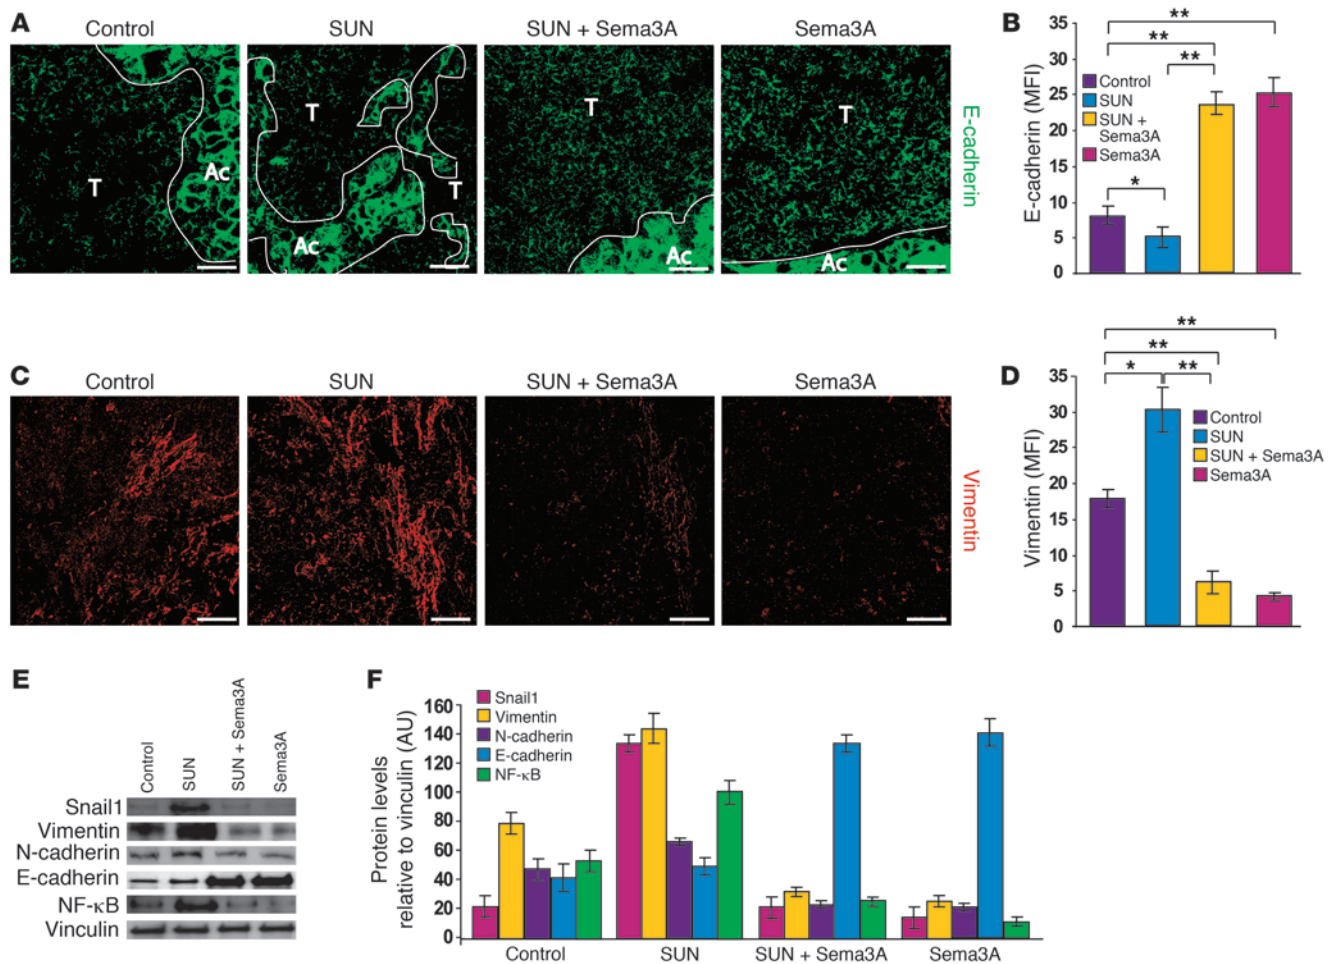 A
Control
SUN
SUN + Sema3A
Sema3A
T
Ac
T
T
Ac
T
Ac
T
Ac
E-cadherin
B
E-cadherin (MFI)
35
30
25
20
15
10
5
0
**
**
**
*
Control
SUN
SUN +
Sema3A
Sema3A
C
Control
SUN
SUN + Sema3A
Sema3A
Vimentin
D
Vimentin (MFI)
35
30
25
20
15
10
5
0
**
**
*
**
Control
SUN
SUN + Sema3A
Sema3A
E
Control
SUN
SUN + Sema3A
Sema3A
Snail1
Vimentin
N-cadherin
E-cadherin
NF-κB
Vinculin
F
Protein levels
relative to vinculin (AU)
160
140
120
100
80
60
40
20
0
Snail1
Vimentin
N-cadherin
E-cadherin
NF-κB
Control
SUN
SUN + Sema3A
Sema3A